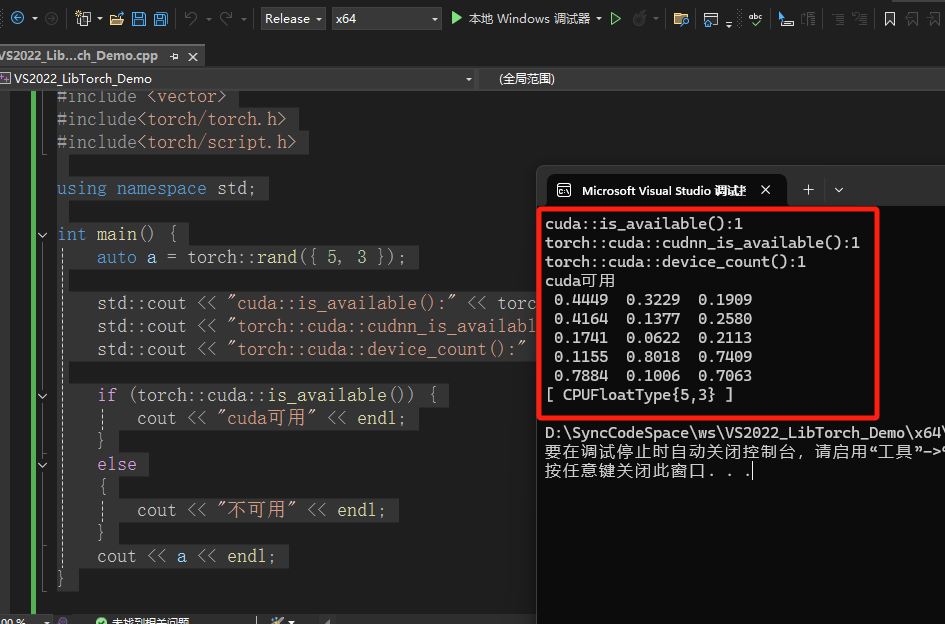 Release
x64
本地 Windows 调试器
VS2022_Lib...ch_Demo.cpp
VS2022_LibTorch_Demo
(全局范围)
#include <vector>
#include<torch/torch.h>
#include<torch/script.h>
using namespace std;
int main() {
auto a = torch::rand({ 5, 3 });
std::cout << "cuda::is_available():" << torc
std::cout << "torch::cuda::cudnn_is_availabl
std::cout << "torch::cuda::device_count():"
if (torch::cuda::is_available()) {
cout << "cuda可用" << endl;
}
else
{
cout << "不可用" << endl;
}
cout << a << endl;
}
Microsoft Visual Studio 调试
cuda::is_available():1
torch::cuda::cudnn_is_available():1
torch::cuda::device_count():1
cuda可用
0.4449 0.3229 0.1909
0.4164 0.1377 0.2580
0.1741 0.0622 0.2113
0.1155 0.8018 0.7409
0.7884 0.1006 0.7063
[ CPUFloatType{5,3} ]
D:\SyncCodeSpace\ws\VS2022_LibTorch_Demo\x64\
要在调试停止时自动关闭控制台，请启用“工具”->
按任意键关闭此窗口. . .
未找到相关问题